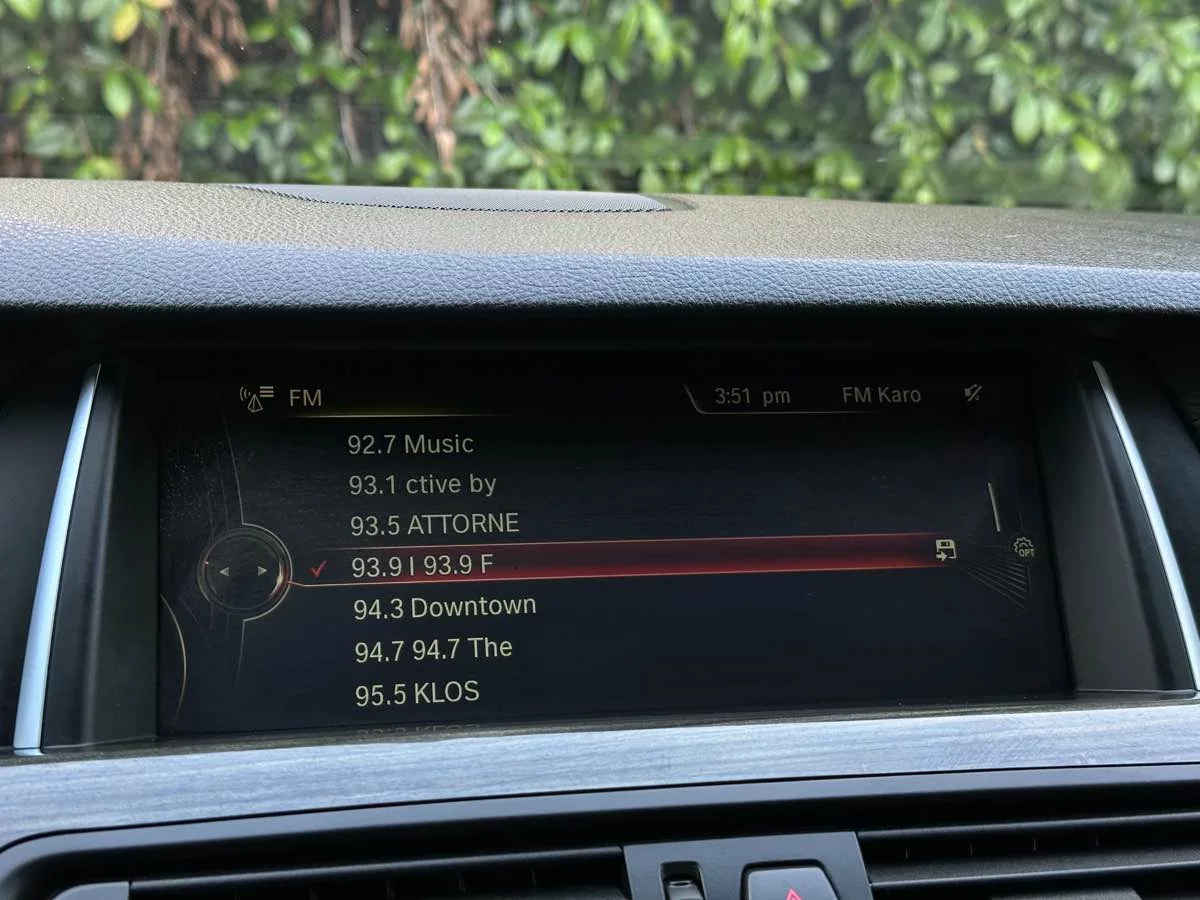 FM
3:51 pm FM Karo
92.7 Music
93.1 ctive by
93.5 ATTORNE
93.9 I 93.9 F
OPT
94.3 Downtown
94.7 94.7 The
95.5 KLOS